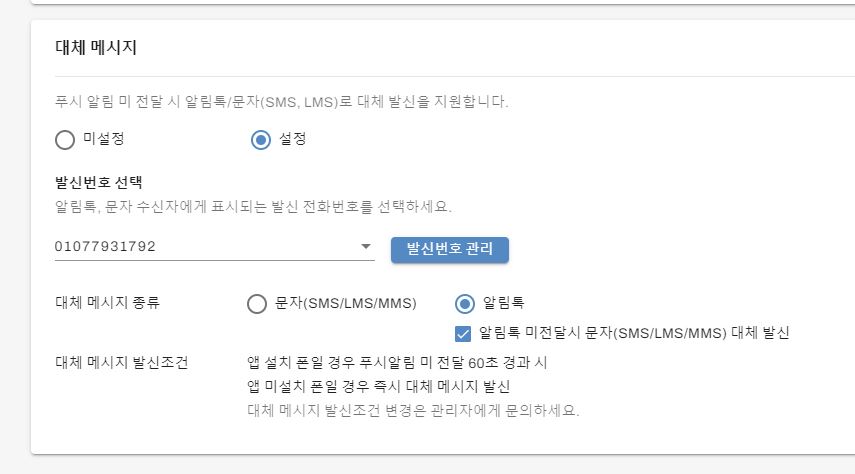 대체 메시지
푸시 알림 미 전달 시 알림톡/문자(SMS, LMS)로 대체 발신을 지원합니다.
미설정 설정
발신번호 선택
알림톡, 문자 수신자에게 표시되는 발신 전화번호를 선택하세요.
01077931792 발신번호 관리
대체 메시지 종류 문자(SMS/LMS/MMS) 알림톡
알림톡 미전달시 문자(SMS/LMS/MMS) 대체 발신
대체 메시지 발신조건 앱 설치 폰일 경우 푸시알림 미 전달 60초 경과 시
앱 미설치 폰일 경우 즉시 대체 메시지 발신
대체 메시지 발신조건 변경은 관리자에게 문의하세요.